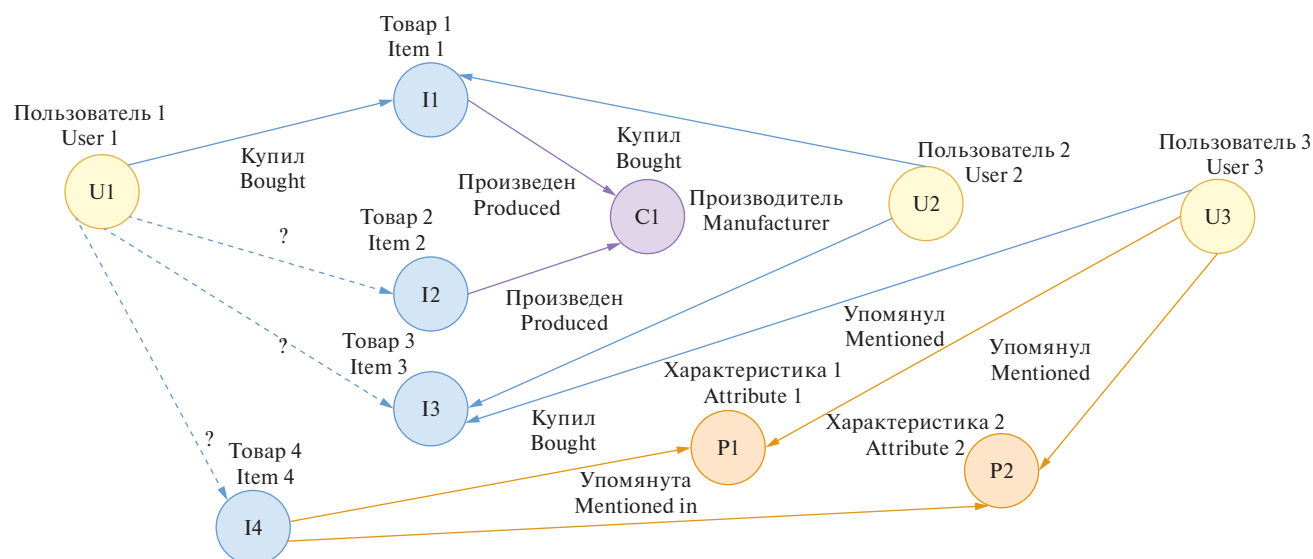 Товар 1
Item 1
I1
Пользователь 1
User 1
U1
Купил
Bought
Купил
Bought
Произведен
Produced
C1
Производитель
Manufacturer
Пользователь 2
User 2
U2
Пользователь 3
User 3
U3
?
Товар 2
Item 2
I2
Произведен
Produced
?
Товар 3
Item 3
I3
Упомянул
Mentioned
Упомянул
Mentioned
Купил
Bought
Характеристика 1
Attribute 1
P1
Характеристика 2
Attribute 2
P2
?
Товар 4
Item 4
I4
Упомянута
Mentioned in